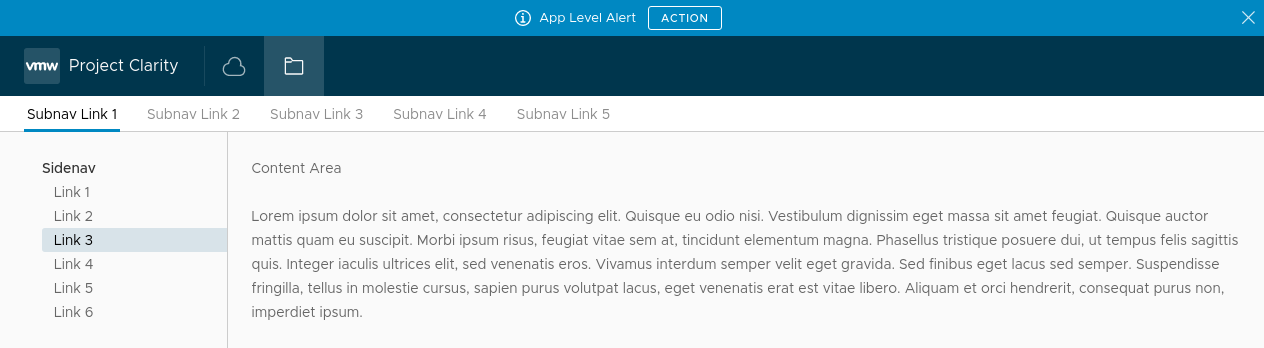 App Level Alert ACTION
vmw Project Clarity
Subnav Link 1 Subnav Link 2 Subnav Link 3 Subnav Link 4 Subnav Link 5
Sidenav
Link 1
Link 2
Link 3
Link 4
Link 5
Link 6
Content Area
Lorem ipsum dolor sit amet, consectetur adipiscing elit. Quisque eu odio nisi. Vestibulum dignissim eget massa sit amet feugiat. Quisque auctor
mattis quam eu suscipit. Morbi ipsum risus, feugiat vitae sem at, tincidunt elementum magna. Phasellus tristique posuere dui, ut tempus felis sagittis
quis. Integer iaculis ultrices elit, sed venenatis eros. Vivamus interdum semper velit eget gravida. Sed finibus eget lacus sed semper. Suspendisse
fringilla, tellus in molestie cursus, sapien purus volutpat lacus, eget venenatis erat est vitae libero. Aliquam et orci hendrerit, consequat purus non,
imperdiet ipsum.